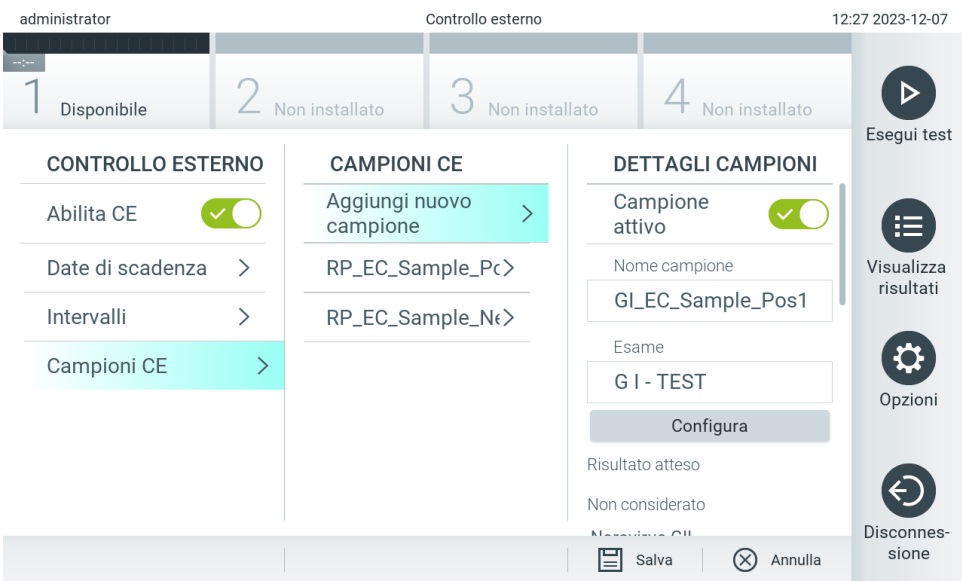 administrator
Controllo esterno
12:27 2023-12-07
--:--
1 Disponibile
2 Non installato
3 Non installato
4 Non installato
Esegui test
CONTROLLO ESTERNO
Abilita CE
Date di scadenza
Intervalli
Campioni CE
CAMPIONI CE
Aggiungi nuovo
campione
RP_EC_Sample_Po
RP_EC_Sample_Ne
DETTAGLI CAMPIONI
Campione
attivo
Nome campione
GI_EC_Sample_Pos1
Esame
G I - TEST
Configura
Risultato atteso
Non considerato
Norovirus GII
Visualizza
risultati
Opzioni
Disconnes-
sione
Salva
Annulla